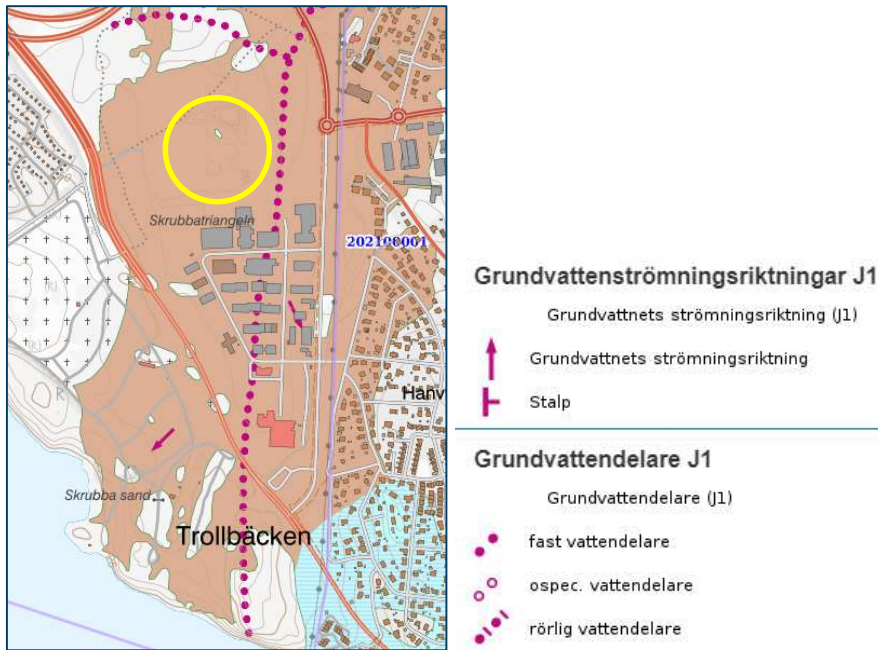 Skrubbatriangeln
202100001
Hanv
Skrubba sand
Trollbäcken
Grundvattenströmningsriktningar J1
Grundvattnets strömningsriktning (J1)
Grundvattnets strömningsriktning
Stalp
Grundvattendelare J1
Grundvattendelare (J1)
fast vattendelare
ospec. vattendelare
rörlig vattendelare